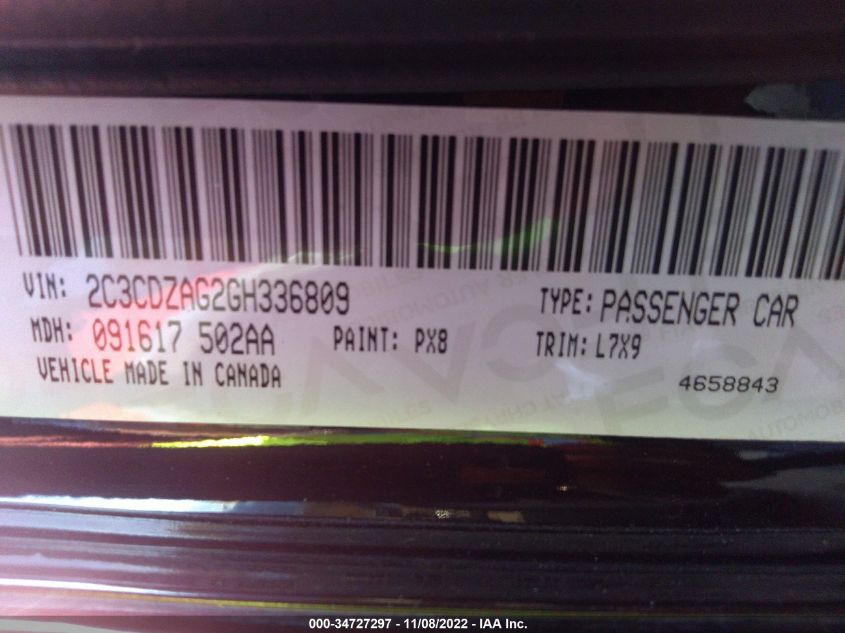 VIN: 2C3CDZAG2GH336809 TYPE: PASSENGER CAR
MDH: 091617 502AA PAINT: PX8 TRIM: L7X9
VEHICLE MADE IN CANADA 4658843
000-34727297 - 11/08/2022 - IAA Inc.